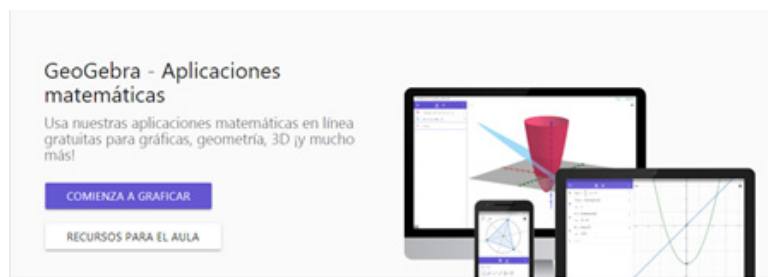 GeoGebra - Aplicaciones
matemáticas
Usa nuestras aplicaciones matemáticas en línea
gratuitas para gráficas, geometría, 3D ¡y mucho
más!
COMIENZA A GRAFICAR
RECURSOS PARA EL AULA